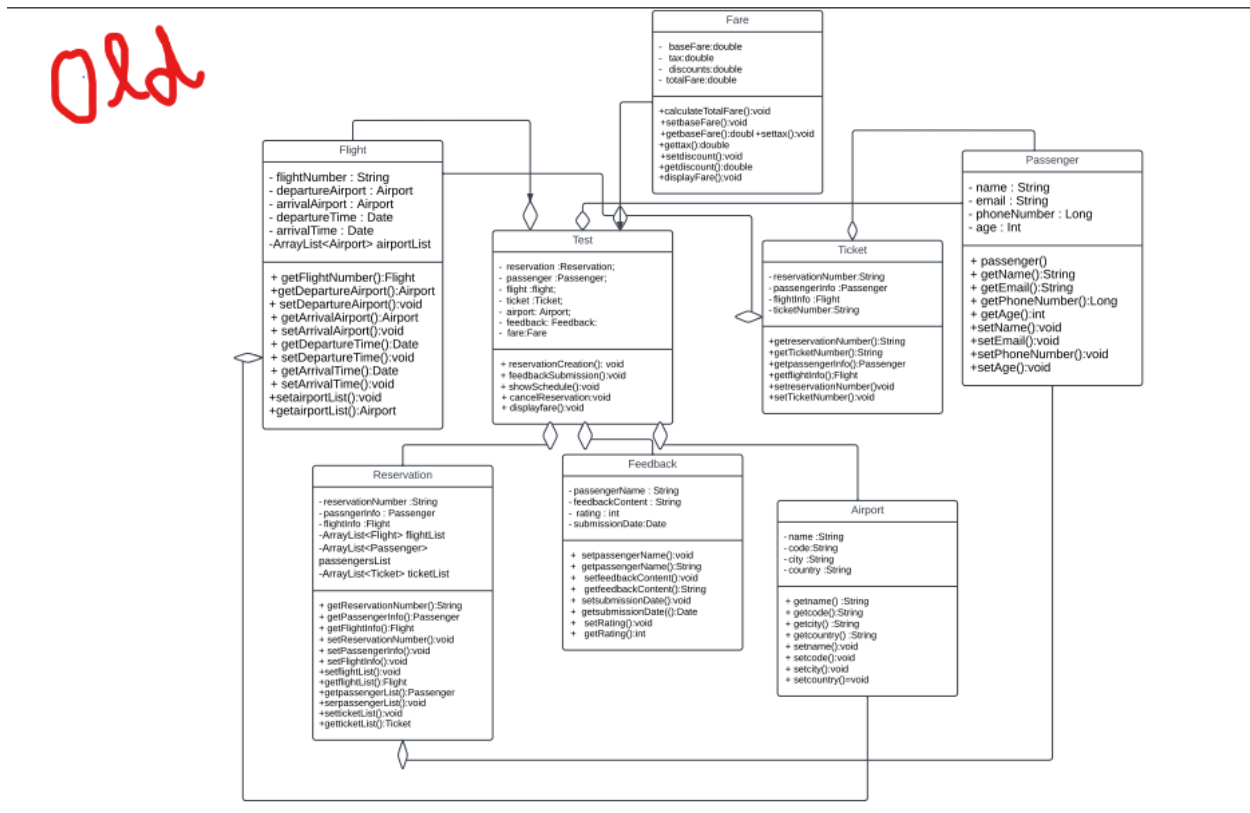 Old
Fare
- baseFare:double
- tax:double
- discounts:double
- totalFare:double
+calculateTotalFare():void
+setbaseFare():void
+getbaseFare():doubl +settax():void
+gettax():double
+setdiscount():void
+getdiscount():double
+displayFare():void
Flight
- flightNumber : String
- departureAirport : Airport
- arrivalAirport : Airport
- departureTime : Date
- arrivalTime : Date
-ArrayList<Airport> airportList
+ getFlightNumber():Flight
+getDepartureAirport():Airport
+ setDepartureAirport():void
+ getArrivalAirport():Airport
+ setArrivalAirport():void
+ getDepartureTime():Date
+ setDepartureTime():void
+ getArrivalTime():Date
+ setArrivalTime():void
+setairportList():void
+getairportList():Airport
Test
- reservation :Reservation;
- passenger :Passenger;
- flight :flight;
- ticket :Ticket;
- airport: Airport;
- feedback: Feedback:
- fare:Fare
+ reservationCreation(): void
+ feedbackSubmission():void
+ showSchedule():void
+ cancelReservation:void
+ displayfare():void
Ticket
-reservationNumber:String
-passengerInfo :Passenger
-flightInfo :Flight
-ticketNumber:String
+getreservationNumber():String
+getTicketNumber():String
+getpassengerInfo():Passenger
+getflightInfo():Flight
+setreservationNumber()void
+setTicketNumber():void
Passenger
- name : String
- email : String
- phoneNumber : Long
- age : Int
+ passenger()
+ getName():String
+ getEmail():String
+ getPhoneNumber():Long
+ getAge():int
+setName():void
+setEmail():void
+setPhoneNumber():void
+setAge():void
Reservation
-reservationNumber :String
-passngerInfo : Passenger
-flightInfo :Flight
-ArrayList<Flight> flightList
-ArrayList<Passenger>
passengersList
-ArrayList<Ticket> ticketList
+ getReservationNumber():String
+ getPassengerInfo():Passenger
+ getFlightInfo():Flight
+ setReservationNumber():void
+ setPassengerInfo():void
+ setFlightInfo():void
+setflightList():void
+getflightList():Flight
+getpassengerList():Passenger
+serpassengerList():void
+setticketList():void
+getticketList():Ticket
Feedback
-passengerName : String
-feedbackContent : String
- rating : int
-submissionDate:Date
+ setpassengerName():void
+ getpassengerName():String
+ setfeedbackContent():void
+ getfeedbackContent():String
+ setsubmissionDate():void
+ getsubmissionDate(():Date
+ setRating():void
+ getRating():int
Airport
- name :String
- code:String
- city :String
- country :String
+ getname() :String
+ getcode():String
+ getcity() :String
+ getcountry() :String
+ setname():void
+ setcode():void
+ setcity():void
+ setcountry()=void